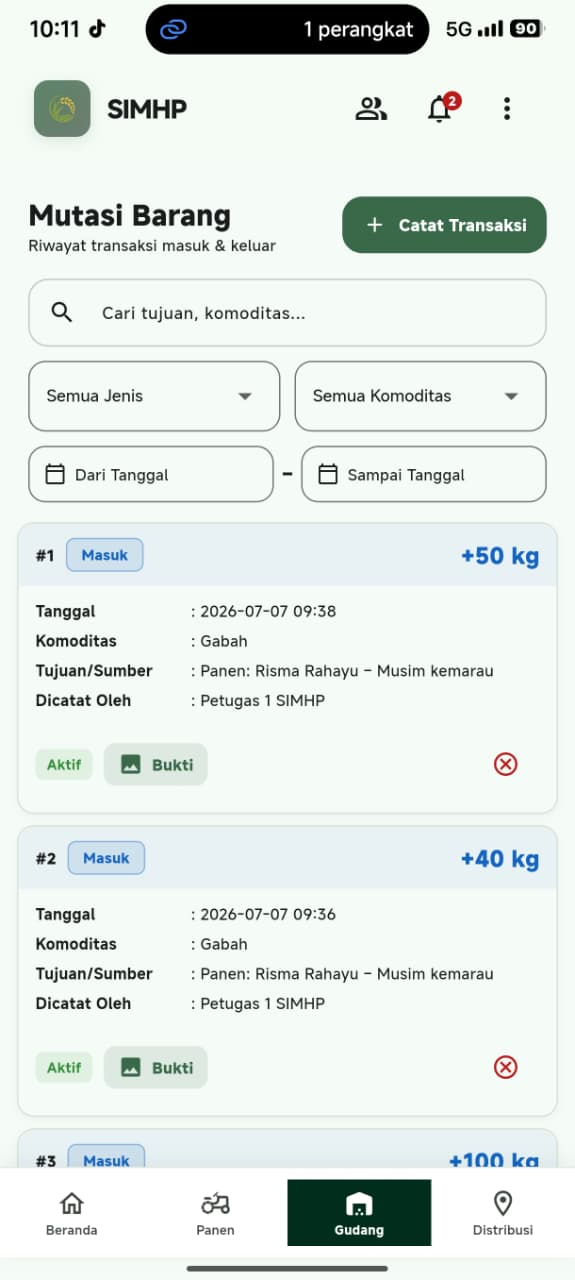 10:11
1 perangkat
5G
90
SIMHP
2
Mutasi Barang
Riwayat transaksi masuk & keluar
+ Catat Transaksi
Cari tujuan, komoditas...
Semua Jenis
Semua Komoditas
Dari Tanggal
–
Sampai Tanggal
#1 Masuk +50 kg
Tanggal : 2026-07-07 09:38
Komoditas : Gabah
Tujuan/Sumber : Panen: Risma Rahayu – Musim kemarau
Dicatat Oleh : Petugas 1 SIMHP
Aktif Bukti
#2 Masuk +40 kg
Tanggal : 2026-07-07 09:36
Komoditas : Gabah
Tujuan/Sumber : Panen: Risma Rahayu – Musim kemarau
Dicatat Oleh : Petugas 1 SIMHP
Aktif Bukti
#3 Masuk +100 kg
Beranda Panen Gudang Distribusi